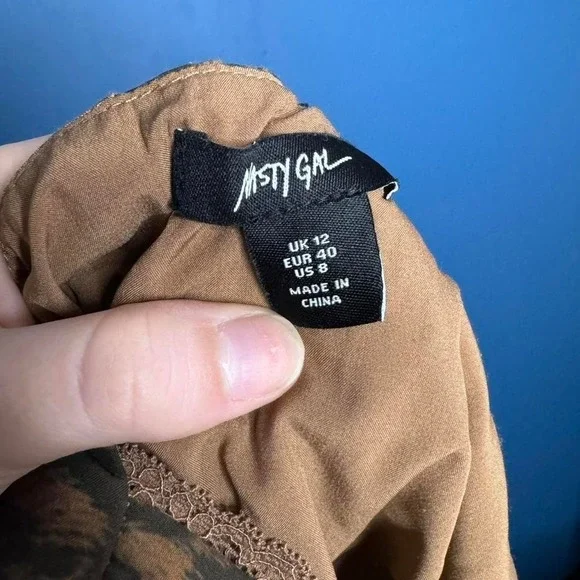 NASTY GAL
UK 12
EUR 40
US 8
MADE IN
CHINA